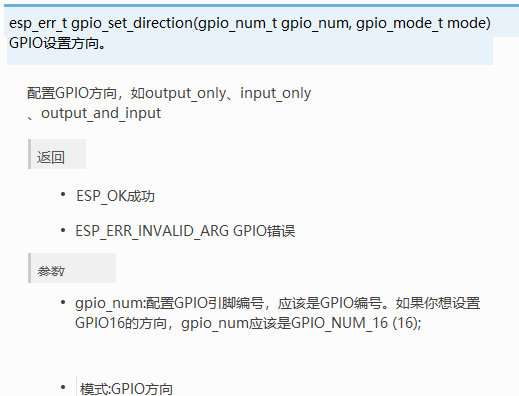 esp_err_t gpio_set_direction(gpio_num_t gpio_num, gpio_mode_t mode)
GPIO设置方向。
配置GPIO方向，如output_only、input_only
、output_and_input
返回
• ESP_OK成功
• ESP_ERR_INVALID_ARG GPIO错误
参数
• gpio_num:配置GPIO引脚编号，应该是GPIO编号。如果你想设置
GPIO16的方向，gpio_num应该是GPIO_NUM_16 (16);
• 模式:GPIO方向